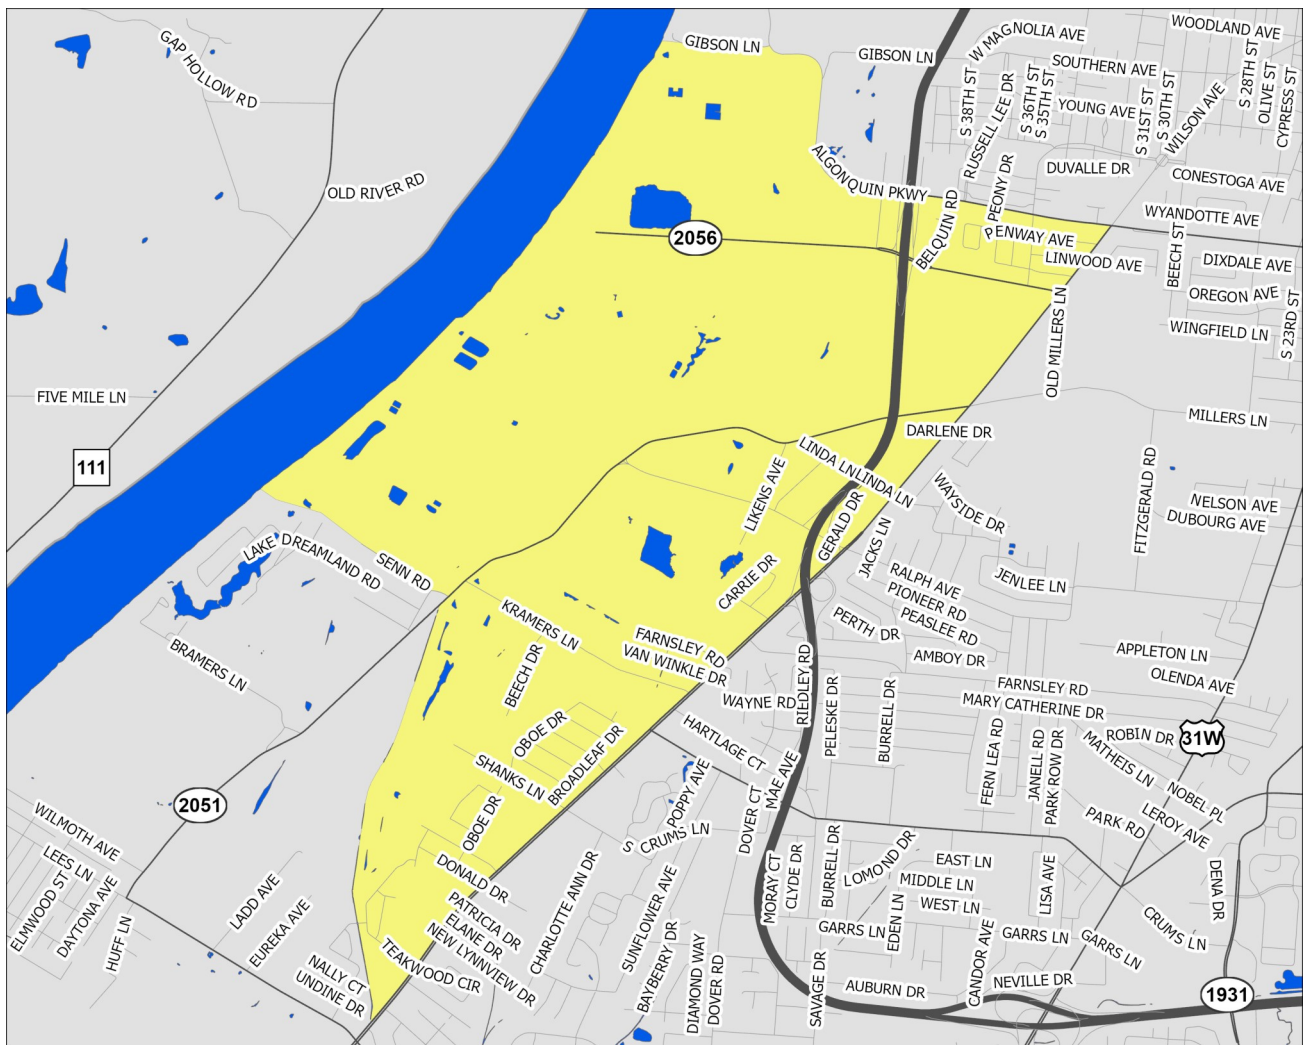 GAP HOLLOW RD
GIBSON LN
GIBSON LN
W MAGNOLIA AVE
WOODLAND AVE
SOUTHERN AVE
S 38TH ST
RUSSELL LEE DR
S 36TH ST
S 35TH ST
YOUNG AVE
S 31ST ST
S 30TH ST
WILSON AVE
S 28TH ST
OLIVE ST
CYPRESS ST
OLD RIVER RD
ALGONQUIN PKWY
DUVALLE DR
CONESTOGA AVE
PEONY DR
BELQUIN RD
PENWAY AVE
WYANDOTTE AVE
2056
LINWOOD AVE
BEECH ST
DIXDALE AVE
OREGON AVE
WINGFIELD LN
S 23RD ST
OLD MILLERS LN
FIVE MILE LN
MILLERS LN
DARLENE DR
111
LINDA LN
LINDA LN
LIKENS AVE
GERALD DR
WAYSIDE DR
FITZGERALD RD
NELSON AVE
DUBOURG AVE
LAKE DREAMLAND RD
SENN RD
JACKS LN
CARRIE DR
RALPH AVE
PIONEER RD
PEASLEE RD
JENLEE LN
KRAMERS LN
FARNSLEY RD
VAN WINKLE DR
PERTH DR
AMBOY DR
APPLETON LN
OLENDA AVE
BRAMERS LN
BEECH DR
WAYNE RD
RIEDLEY RD
PELESKE DR
BURRELL DR
FARNSLEY RD
MARY CATHERINE DR
OBOE DR
BROADLEAF DR
HARTLAGE CT
FERN LEA RD
JANELL RD
PARK ROW DR
MATHEIS LN
ROBIN DR
31W
SHANKS LN
POPPY AVE
MAE AVE
DOVER CT
NOBEL PL
LEROY AVE
PARK RD
2051
OBOE DR
S CRUMS LN
WILMOTH AVE
LEES LN
ELMWOOD ST
DAYTONA AVE
HUFF LN
DONALD DR
CHARLOTTE ANN DR
MORAY CT
CLYDE DR
BURRELL DR
LOMOND DR
EAST LN
MIDDLE LN
WEST LN
LISA AVE
DENA DR
CRUMS LN
LADD AVE
EUREKA AVE
PATRICIA DR
ELANE DR
NEW LYNNVIEW DR
SUNFLOWER AVE
BAYBERRY DR
GARRS LN
EDEN LN
GARRS LN
GARRS LN
NALLY CT
UNDINE DR
TEAKWOOD CIR
DIAMOND WAY
DOVER RD
SAVAGE DR
AUBURN DR
CANDOR AVE
NEVILLE DR
1931